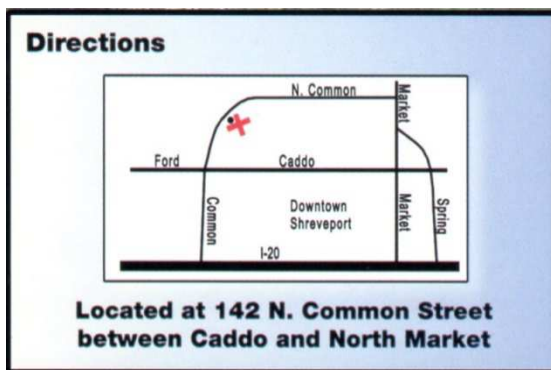 Directions
N. Common
Market
Ford
Caddo
Common
Downtown
Shreveport
Market
Spring
I-20
Located at 142 N. Common Street
between Caddo and North Market